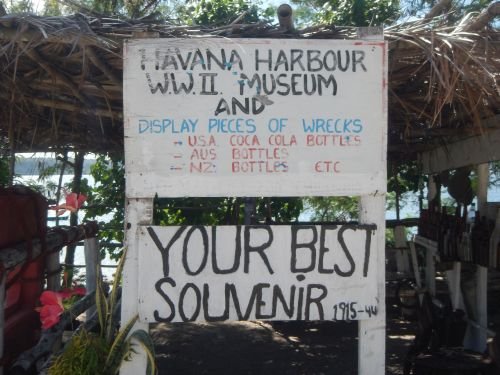 HAVANA HARBOUR
WW.II. MUSEUM
AND
DISPLAY PIECES OF WRECKS
- U.S.A. COCA COLA BOTTLES
- AUS BOTTLES
- NZ. BOTTLES ETC
YOUR BEST
SOUVENIR 1915-44